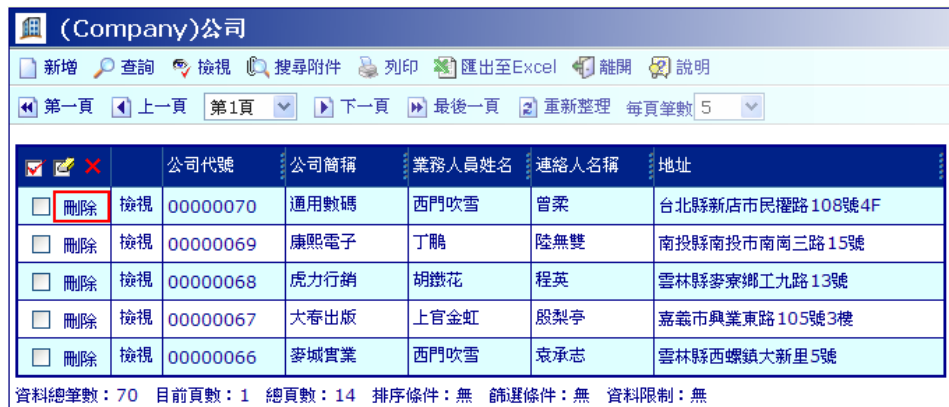 (Company)公司
新增 查詢 檢視 搜尋附件 列印 匯出至Excel 離開 說明
第一頁 上一頁 第1頁 下一頁 最後一頁 重新整理 每頁筆數 5
公司代號 公司簡稱 業務人員姓名 連絡人名稱 地址
刪除 檢視 00000070 通用數碼 西門吹雪 曾柔 台北縣新店市民權路108號4F
刪除 檢視 00000069 康熙電子 丁鵬 陸無雙 南投縣南投市南崗三路15號
刪除 檢視 00000068 虎力行銷 胡鐵花 程英 雲林縣麥寮鄉工九路13號
刪除 檢視 00000067 大春出版 上官金虹 殷梨亭 嘉義市興業東路105號3樓
刪除 檢視 00000066 麥城實業 西門吹雪 袁承志 雲林縣西螺鎮大新里5號
資料總筆數：70 目前頁數：1 總頁數：14 排序條件：無 篩選條件：無 資料限制：無